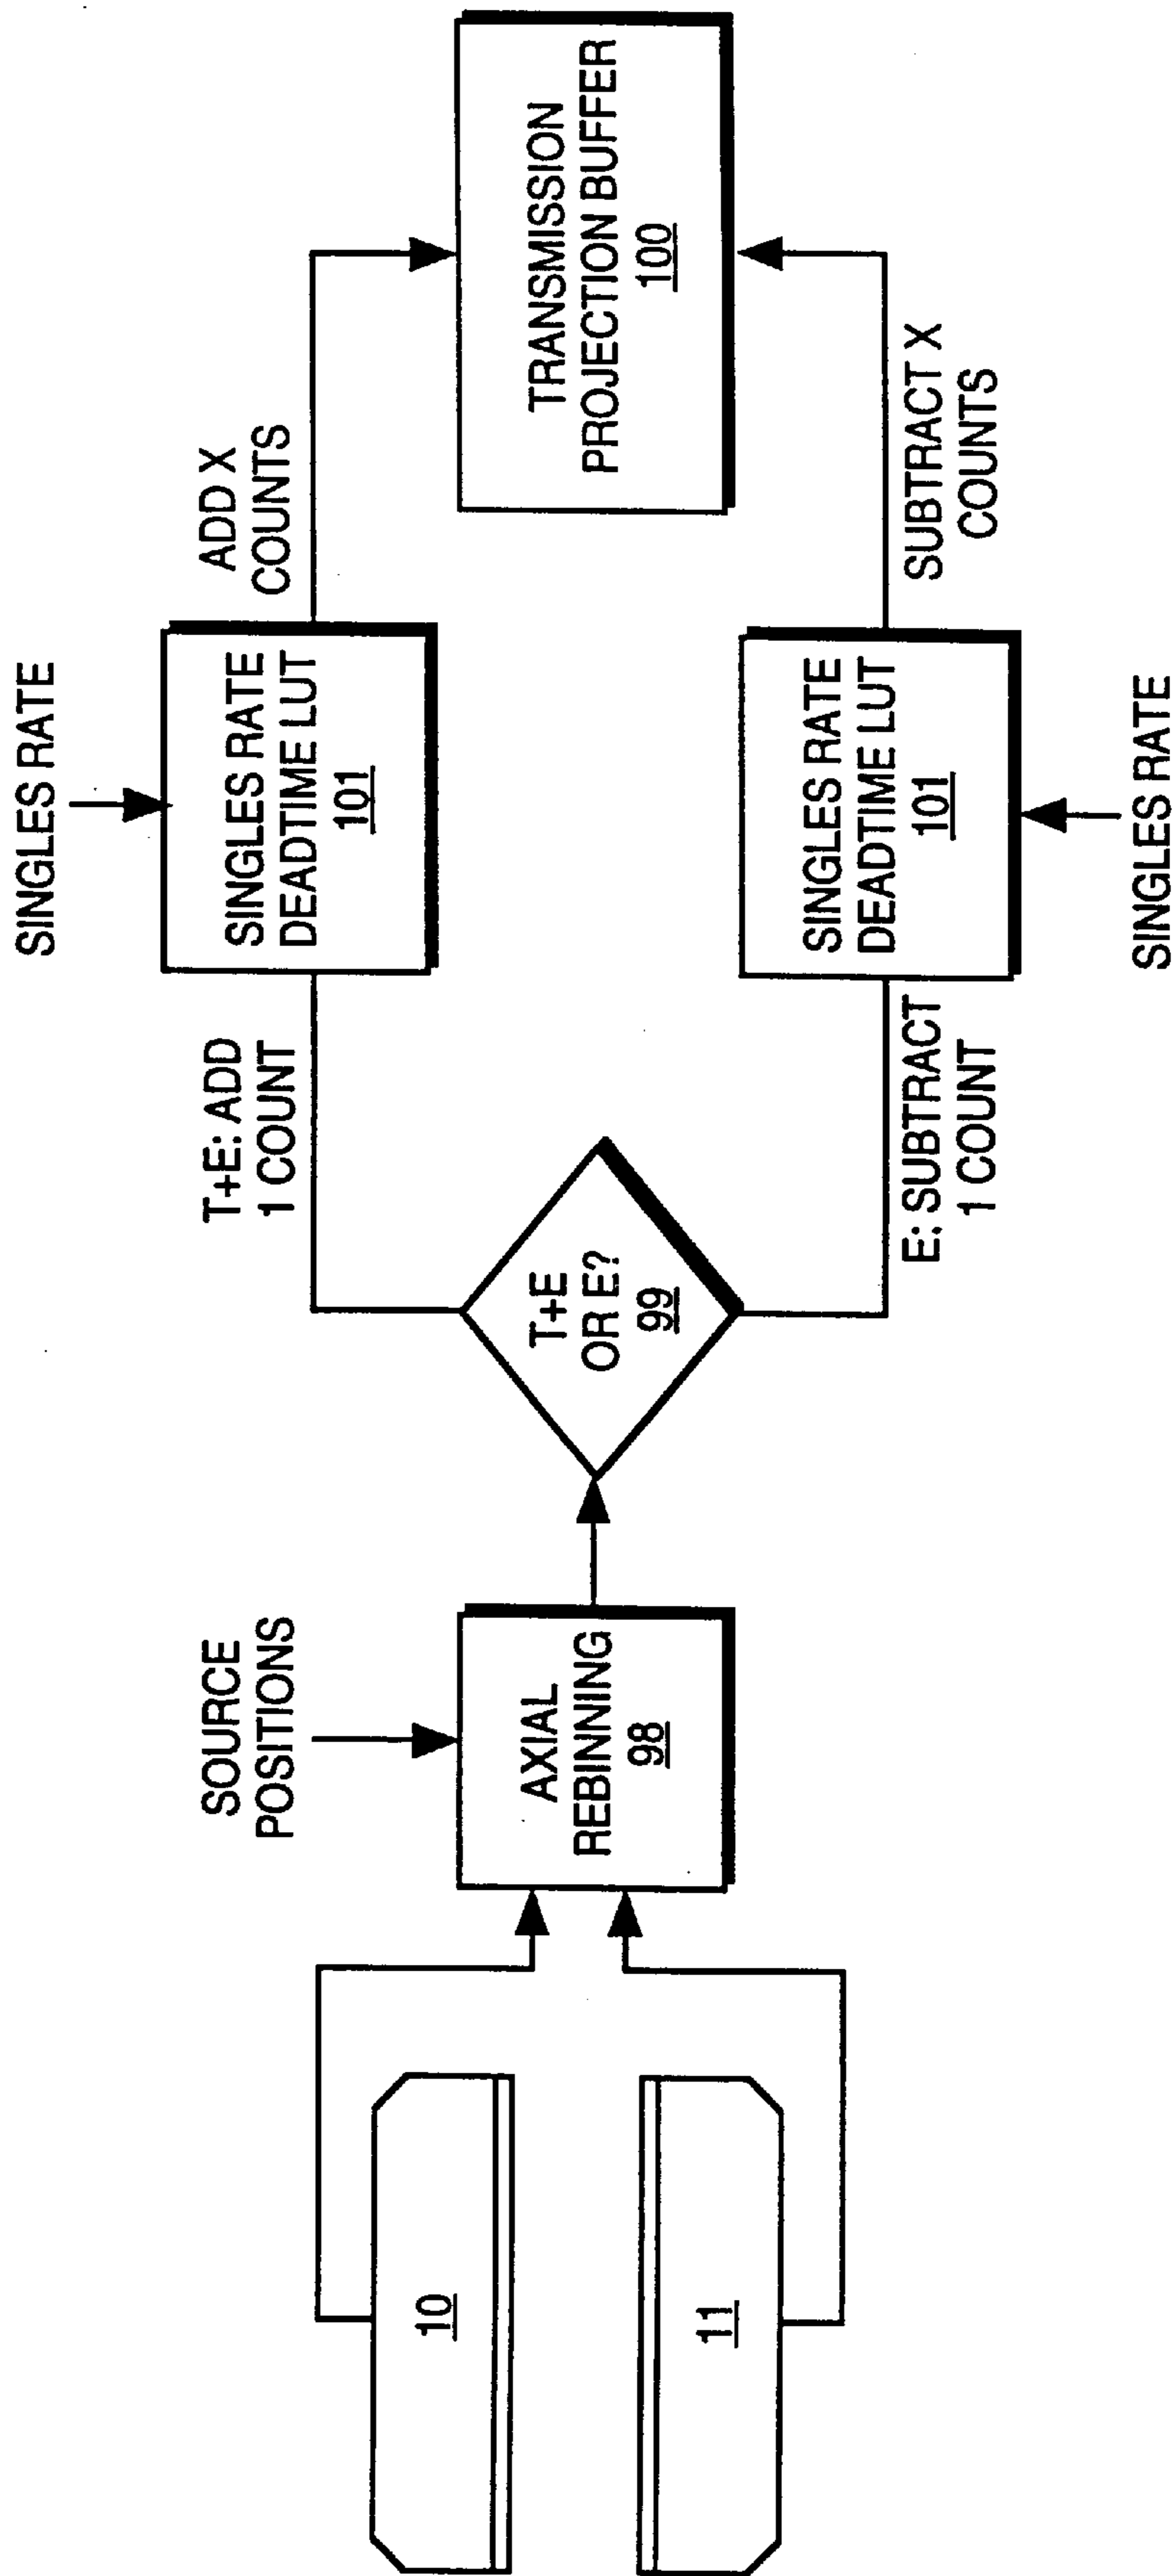 10
11
SOURCE
POSITIONS
AXIAL
REBINNING
98
T+E
OR E?
99
T+E: ADD
1 COUNT
E: SUBTRACT
1 COUNT
SINGLES RATE
SINGLES RATE
DEADTIME LUT
101
SINGLES RATE
DEADTIME LUT
101
SINGLES RATE
ADD X
COUNTS
SUBTRACT X
COUNTS
TRANSMISSION
PROJECTION BUFFER
100